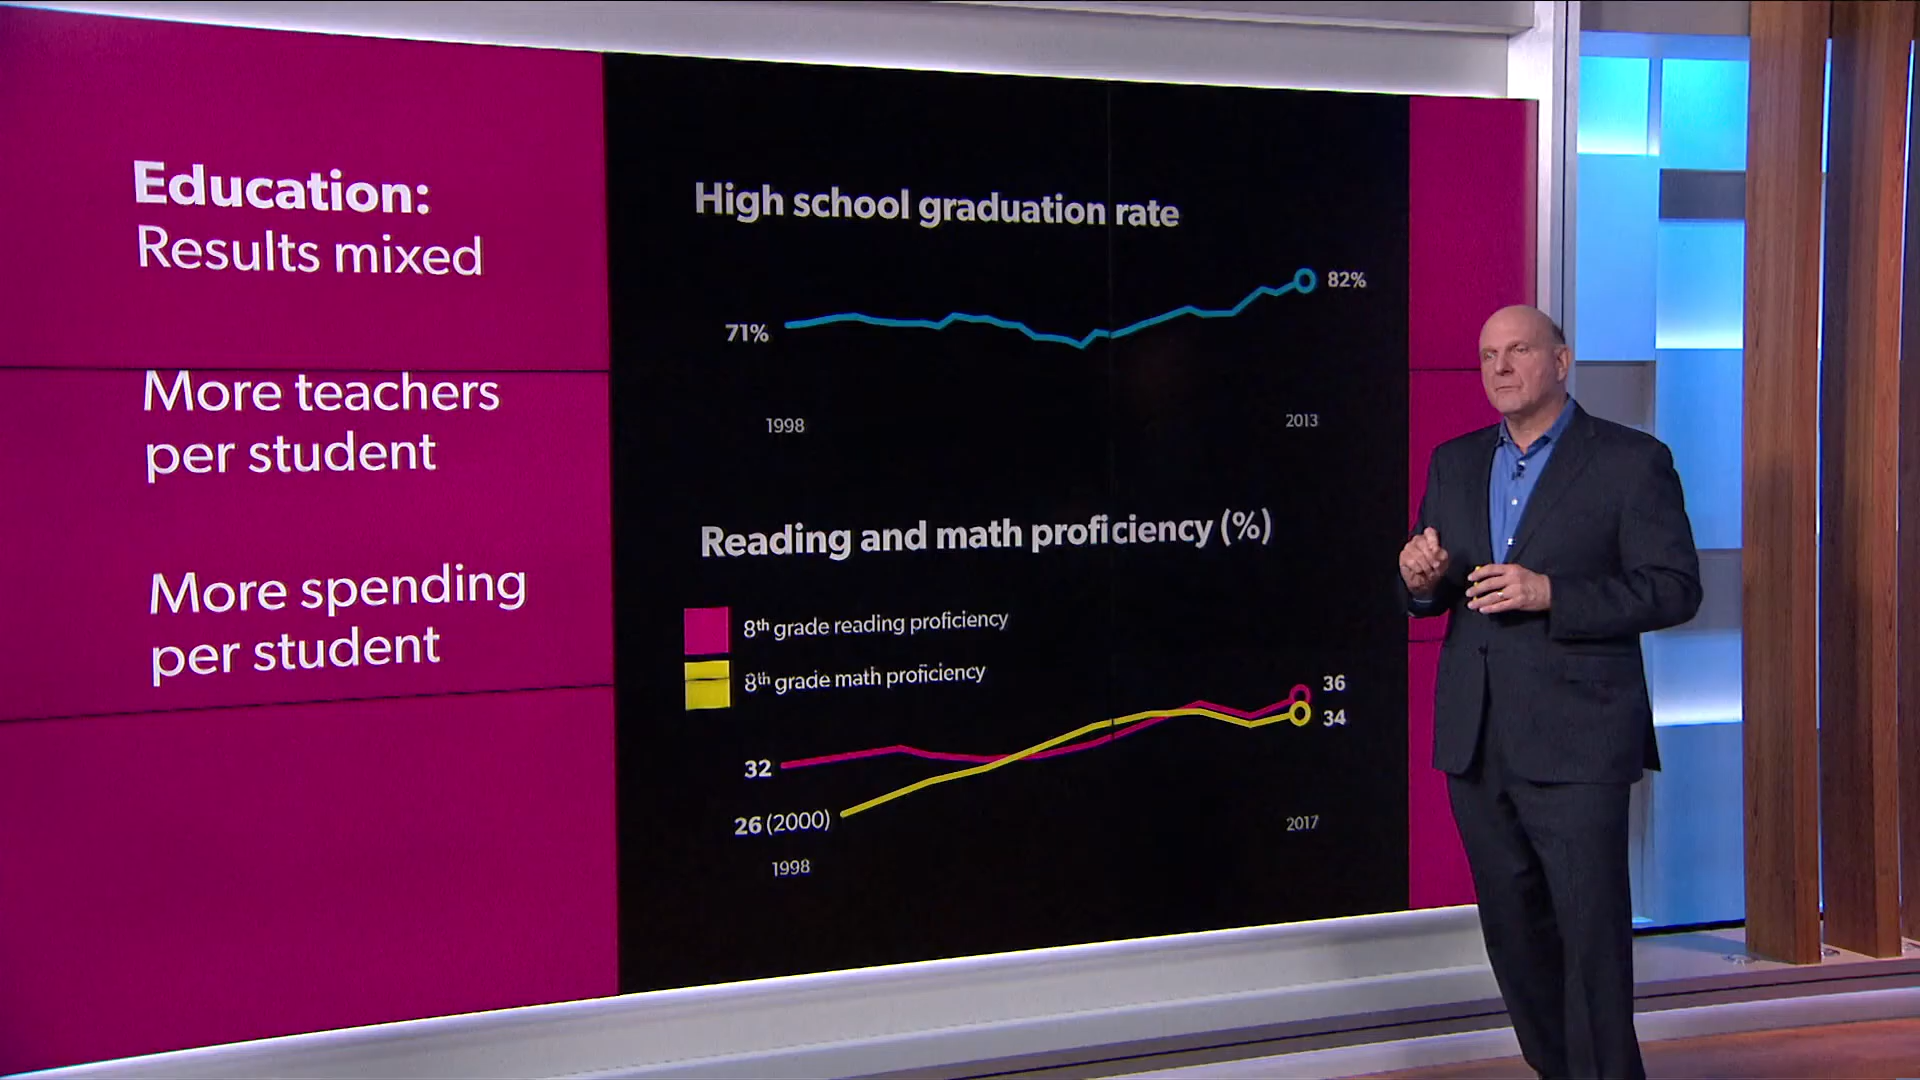 Education:
Results mixed
More teachers
per student
More spending
per student
High school graduation rate
82%
71%
1998
2013
Reading and math proficiency (%)
8th grade reading proficiency
8th grade math proficiency
36
34
32
26 (2000)
2017
1998